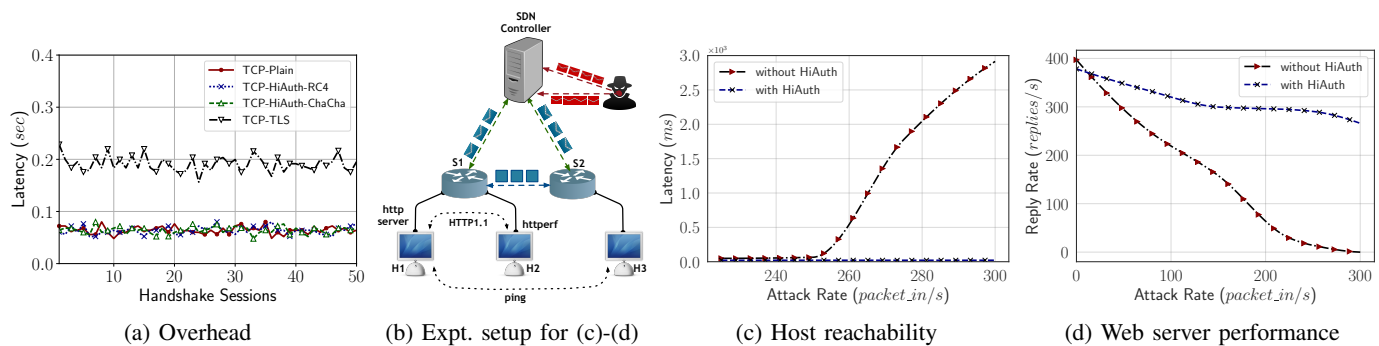 0.4
0.3
0.2
0.1
0.0
Latency (sec)
TCP-Plain
TCP-HiAuth-RC4
TCP-HiAuth-ChaCha
TCP-TLS
10 20 30 40 50
Handshake Sessions
(a) Overhead
SDN
Controller
S1
S2
http
server
HTTP1.1
httperf
H1
H2
H3
ping
(b) Expt. setup for (c)-(d)
×10³
3.0
2.5
2.0
1.5
1.0
0.5
0.0
Latency (ms)
without HiAuth
with HiAuth
240 260 280 300
Attack Rate (packet_in/s)
(c) Host reachability
400
300
200
100
0
Reply Rate (replies/s)
without HiAuth
with HiAuth
0 100 200 300
Attack Rate (packet_in/s)
(d) Web server performance